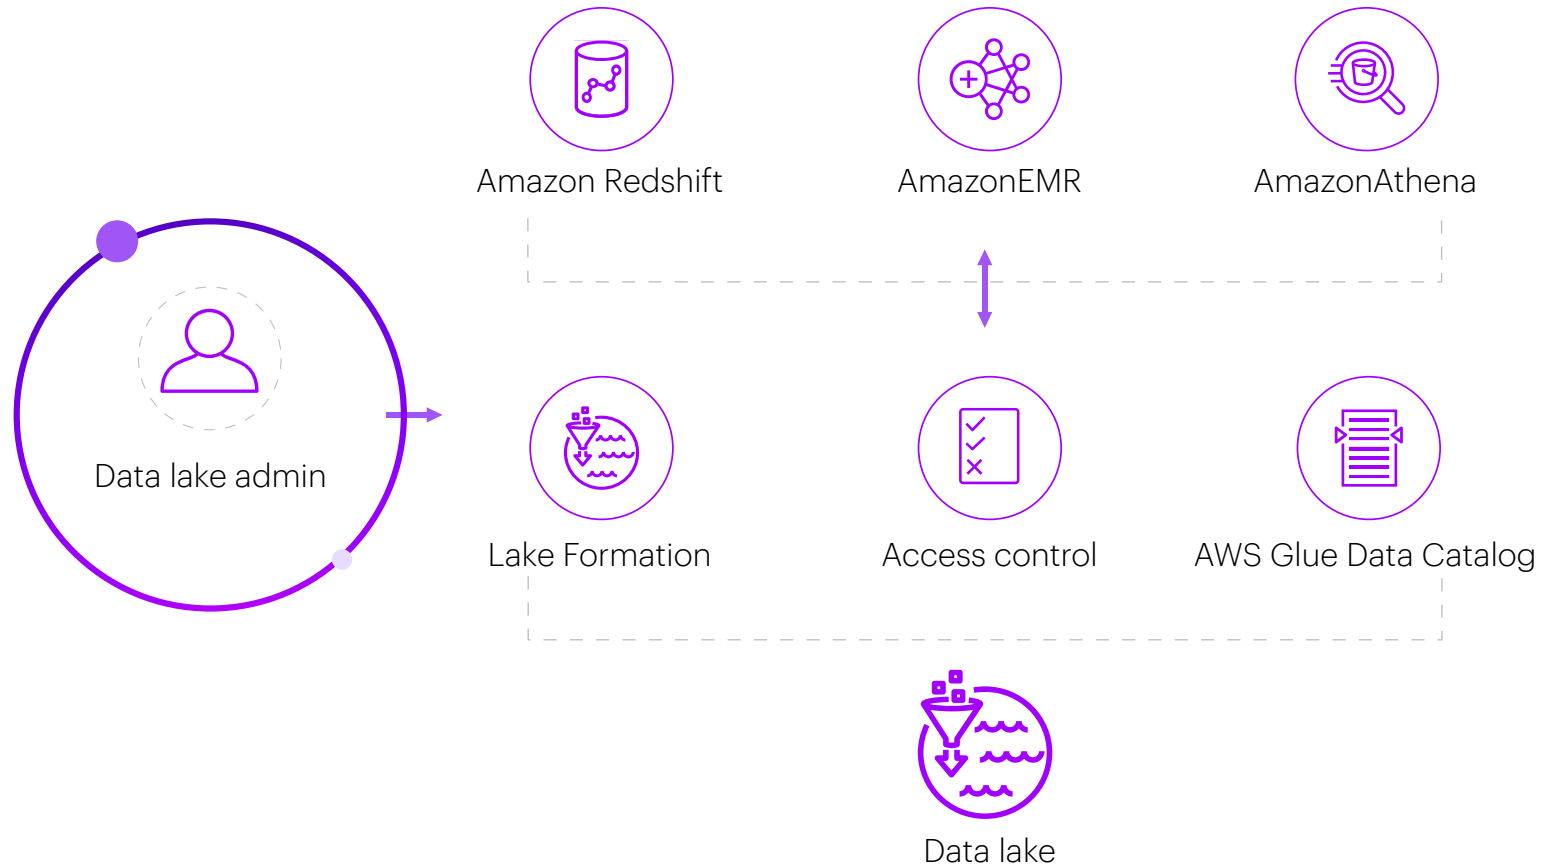 Amazon Redshift
AmazonEMR
AmazonAthena
Data lake admin
Lake Formation
Access control
AWS Glue Data Catalog
Data lake